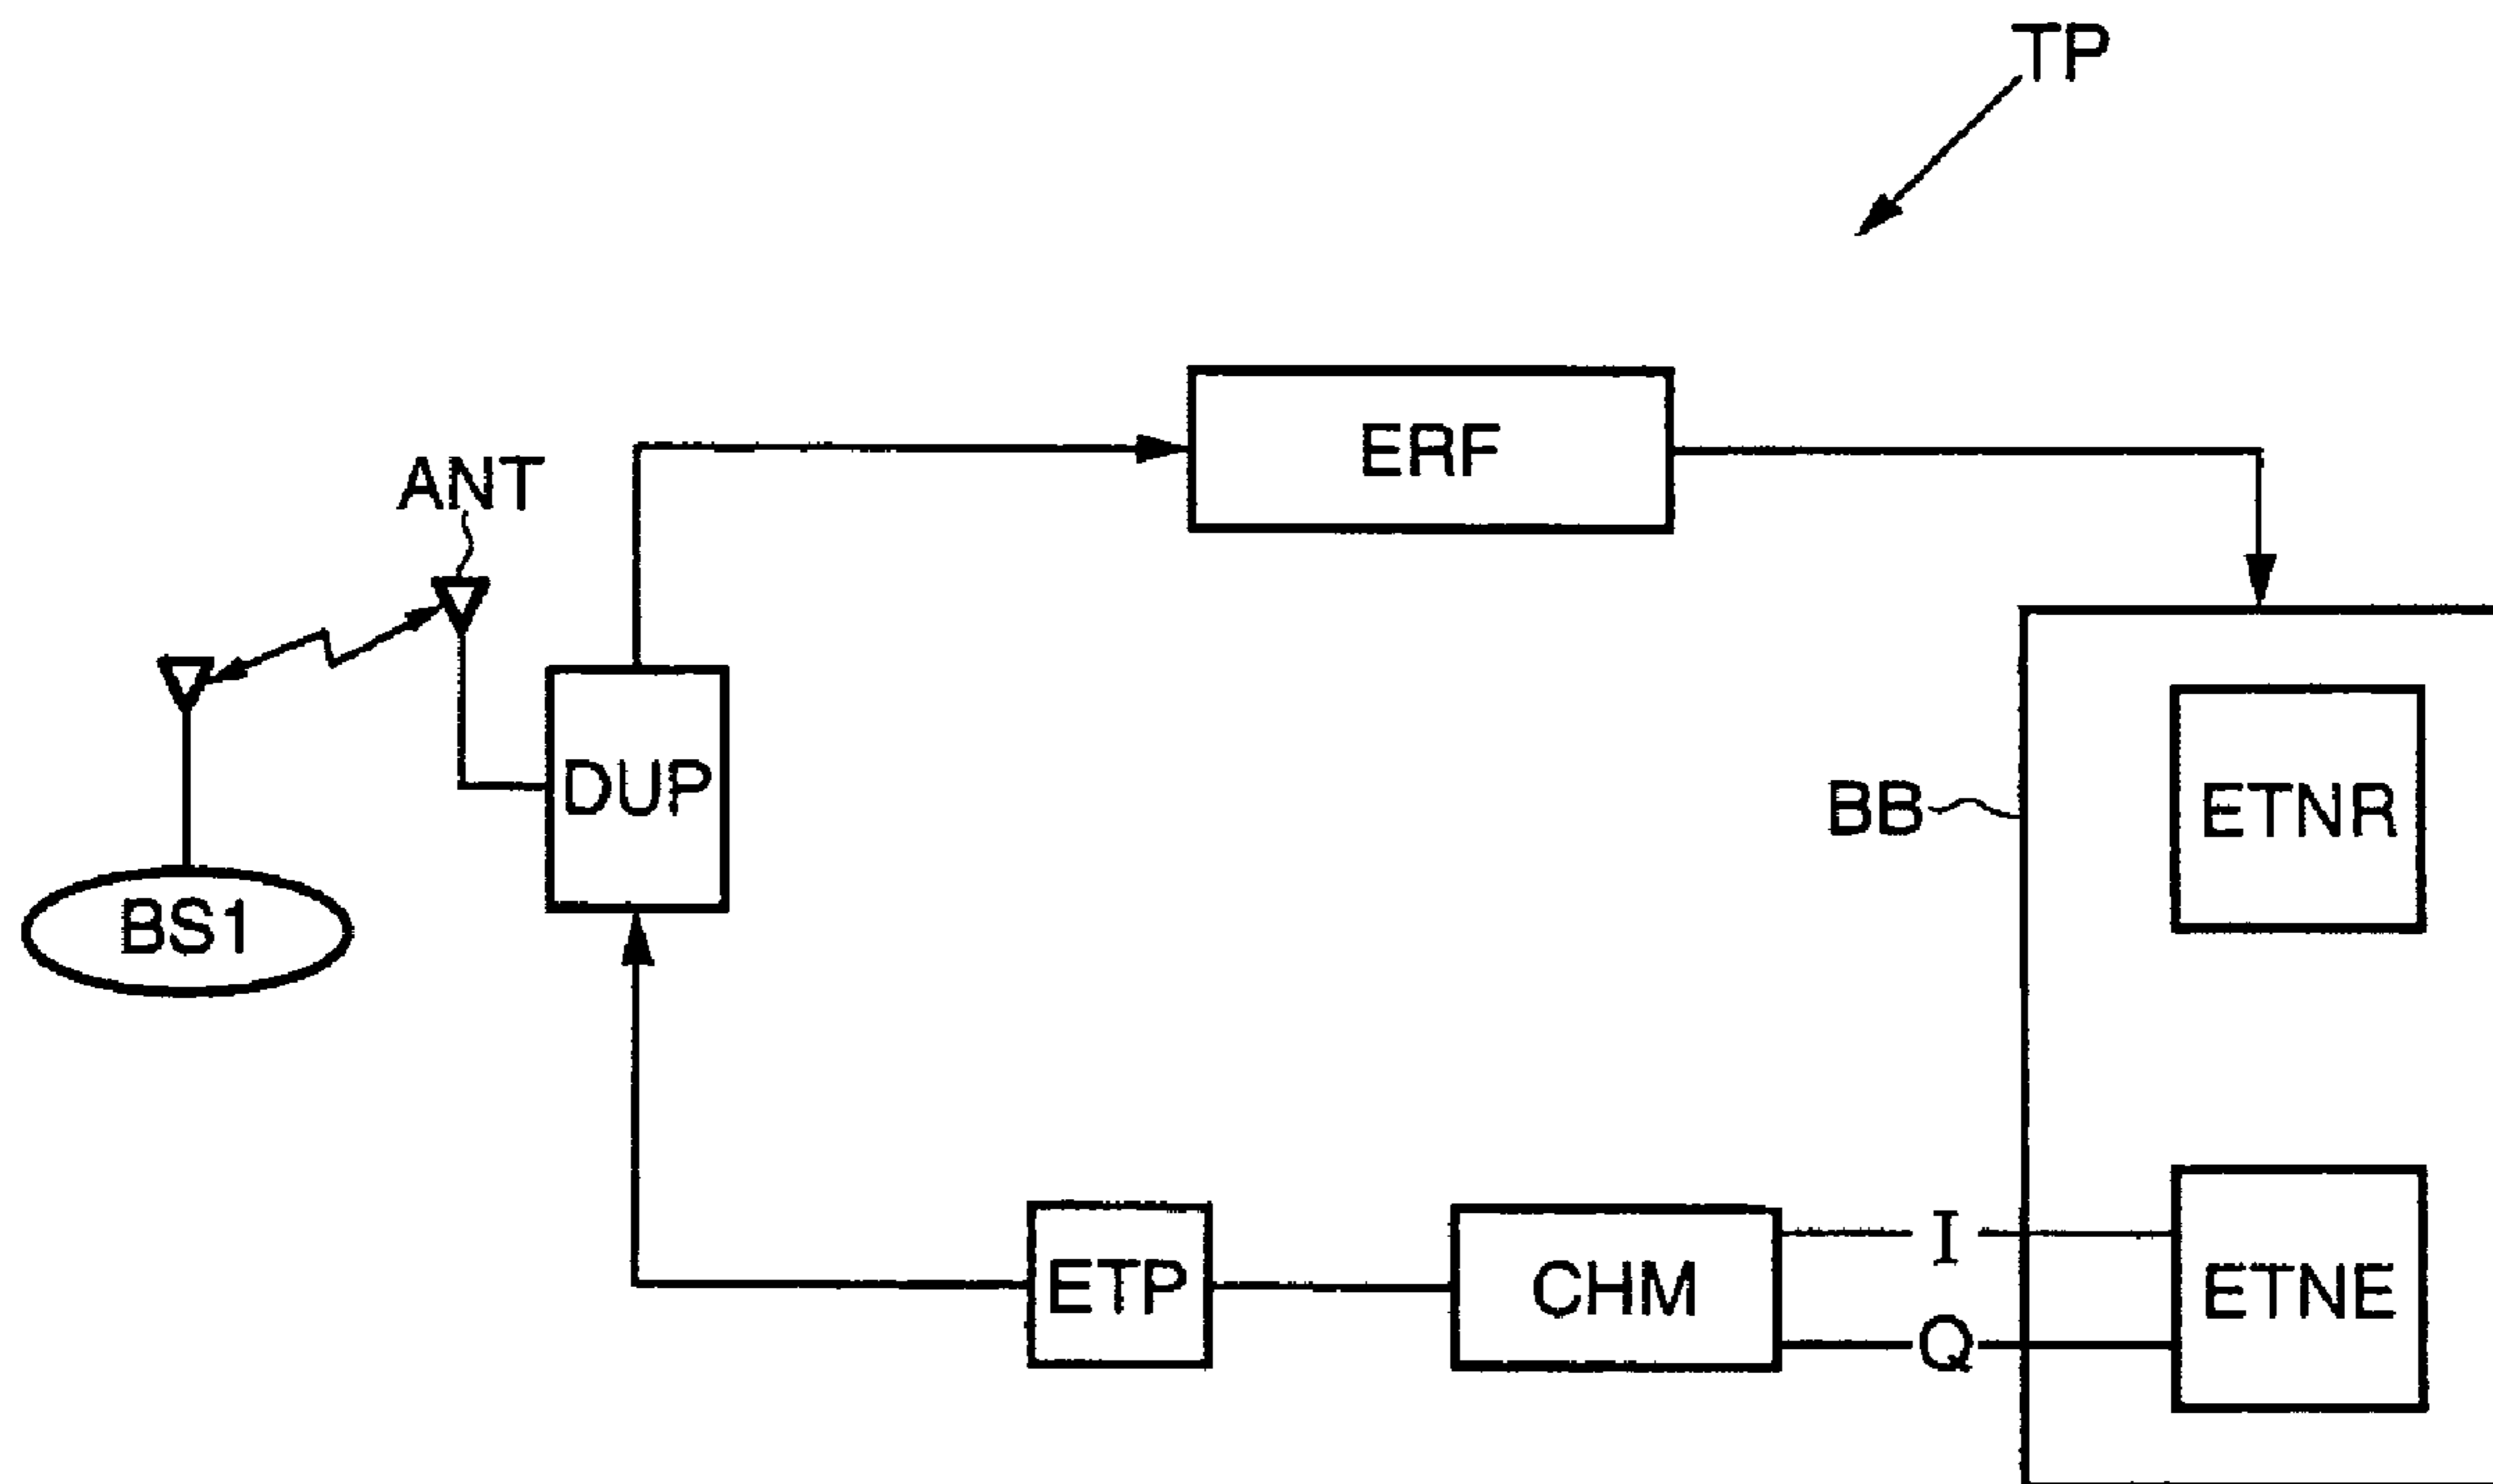 TP
ERF
ANT
DUP
BB
ETNR
BS1
I
ETP
CHM
ETNE
Q